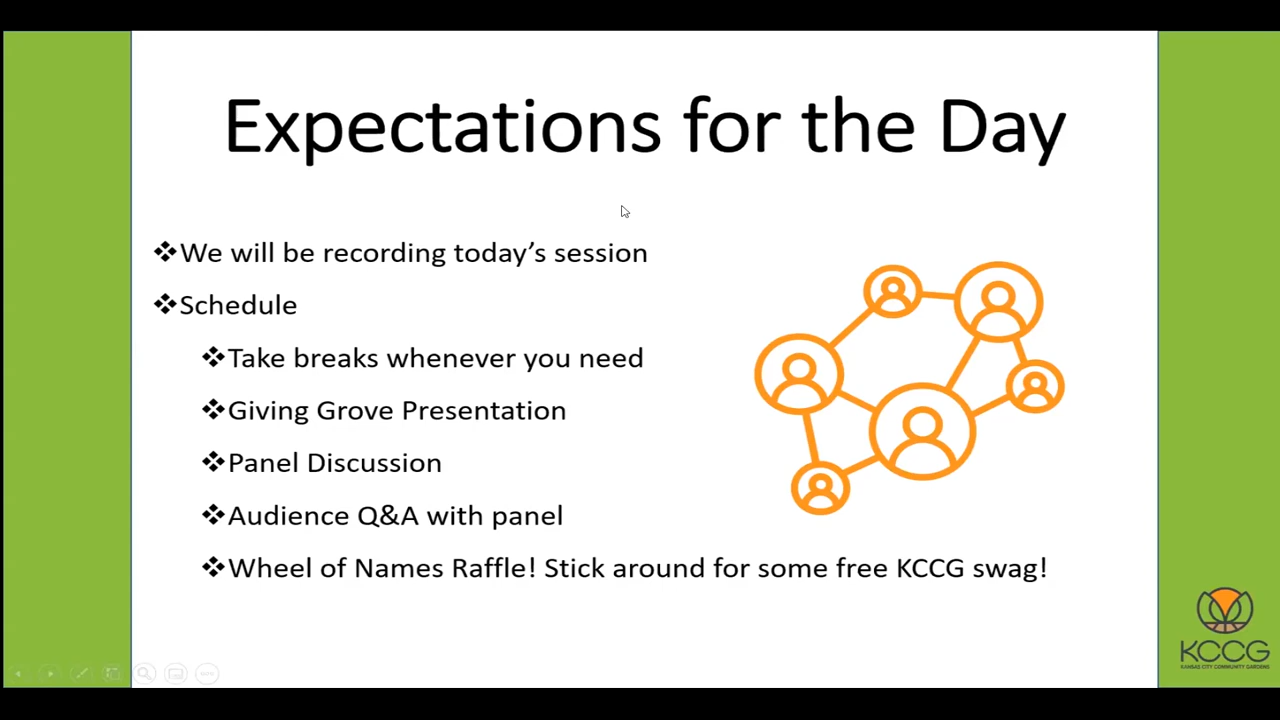 Expectations for the Day
❖We will be recording today's session
❖Schedule
❖Take breaks whenever you need
❖Giving Grove Presentation
❖Panel Discussion
❖Audience Q&A with panel
❖Wheel of Names Raffle! Stick around for some free KCCG swag!
KCCG
KANSAS CITY COMMUNITY GARDENS